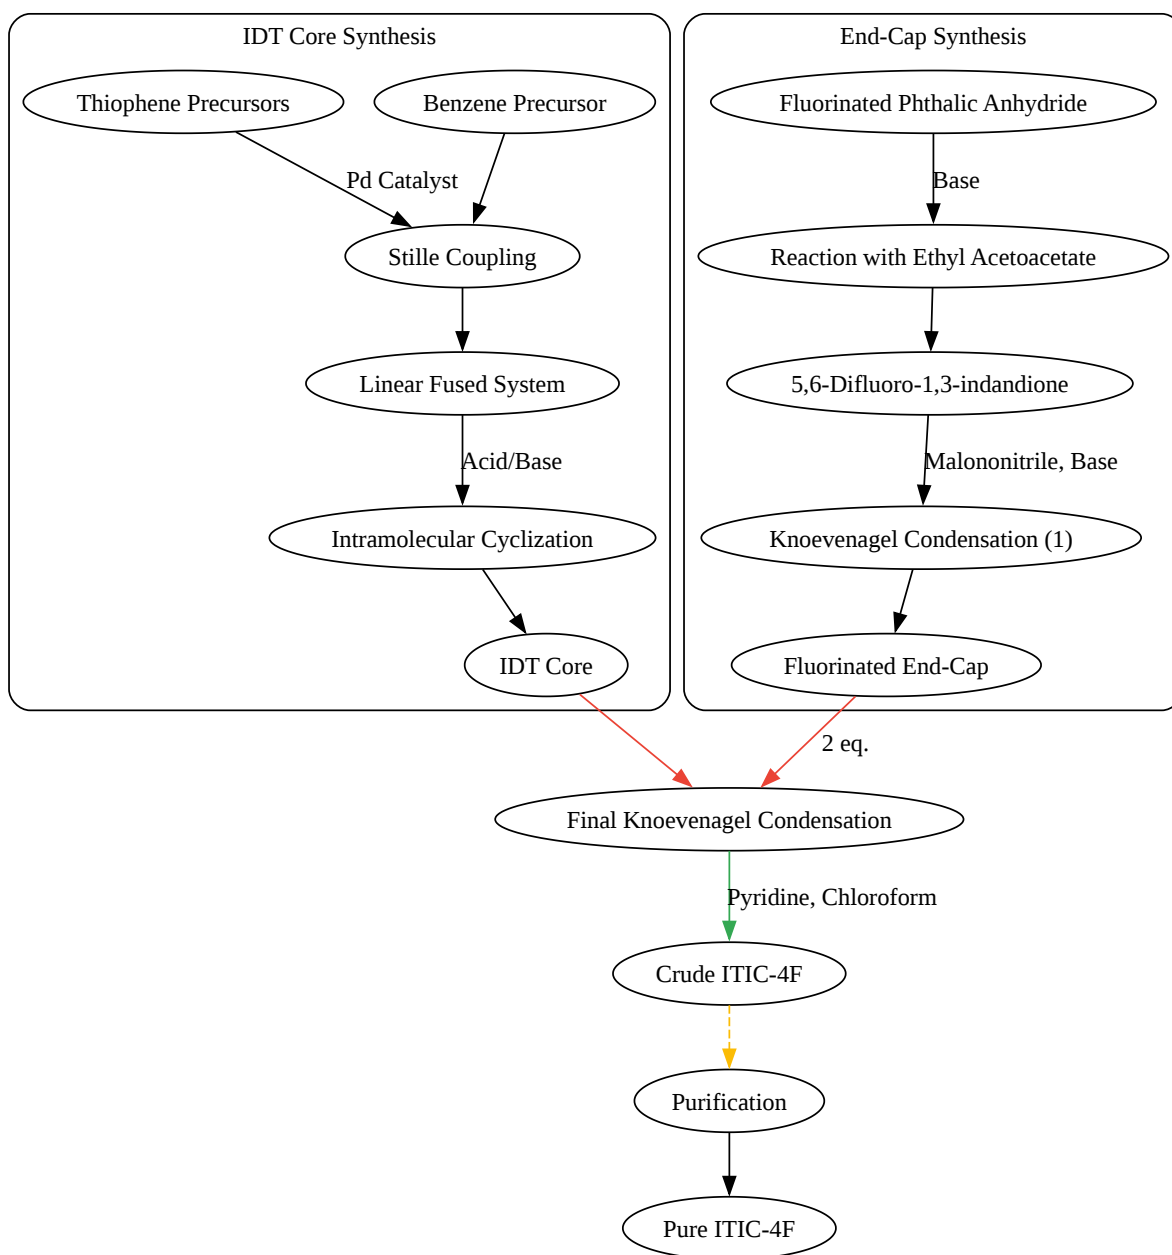 IDT Core Synthesis
End-Cap Synthesis
Thiophene Precursors
Benzene Precursor
Fluorinated Phthalic Anhydride
Pd Catalyst
Base
Stille Coupling
Reaction with Ethyl Acetoacetate
Linear Fused System
5,6-Difluoro-1,3-indandione
Acid/Base
Malononitrile, Base
Intramolecular Cyclization
Knoevenagel Condensation (1)
IDT Core
Fluorinated End-Cap
2 eq.
Final Knoevenagel Condensation
Pyridine, Chloroform
Crude ITIC-4F
Purification
Pure ITIC-4F